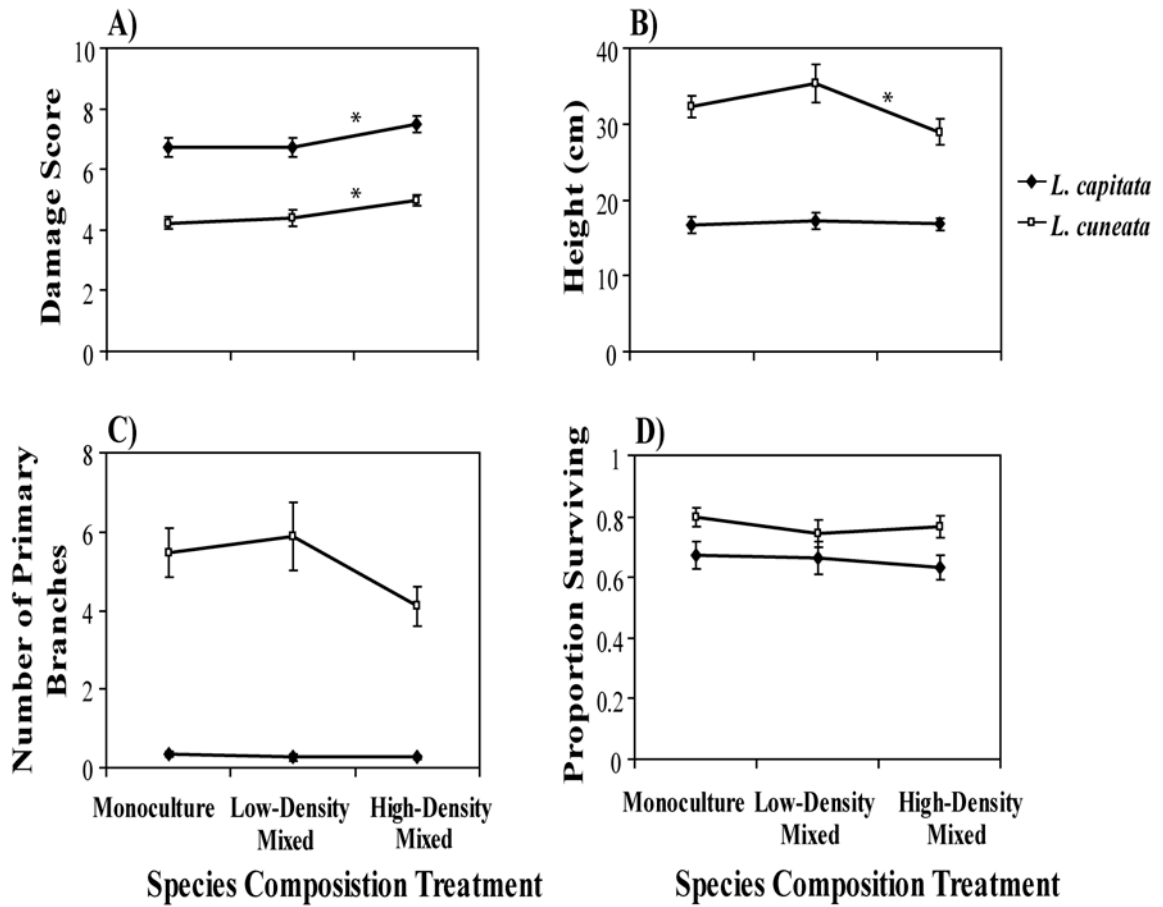 A)
10
8
6
4
2
0
Damage Score
*
*
B)
40
30
20
10
0
Height (cm)
*
L. capitata
L. cuneata
C)
8
6
4
2
0
Number of Primary
Branches
Monoculture
Low-Density
Mixed
High-Density
Mixed
Species Composistion Treatment
D)
1
0.8
0.6
0.4
0.2
0
Proportion Surviving
Monoculture
Low-Density
Mixed
High-Density
Mixed
Species Composition Treatment